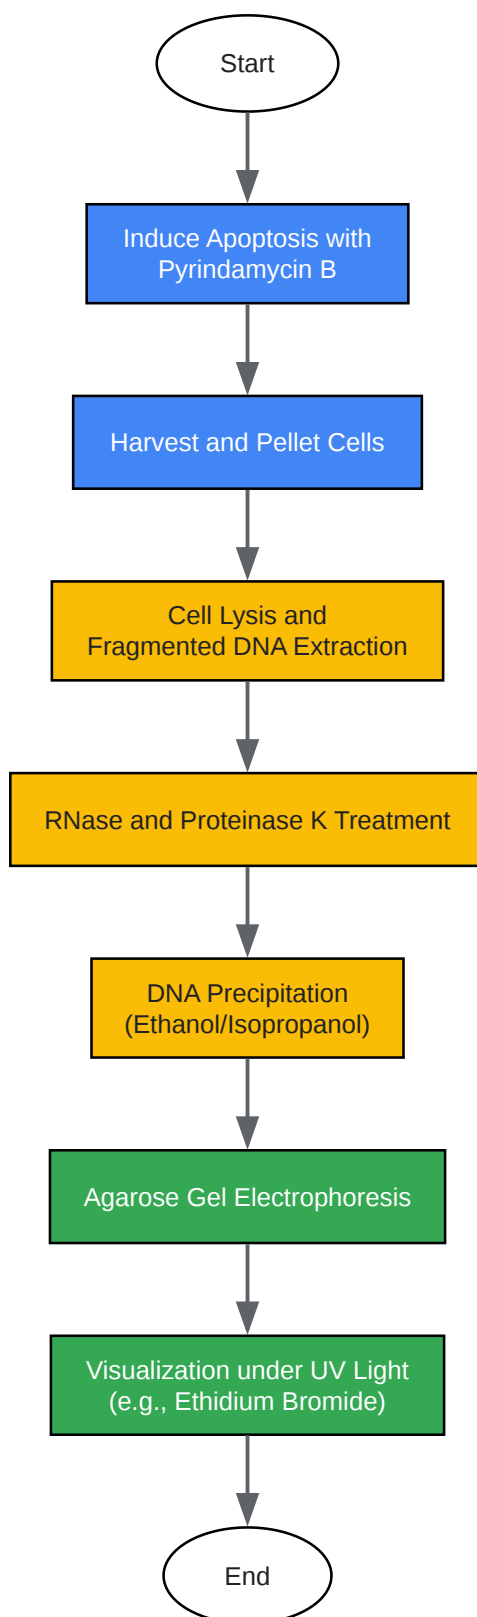 Start
Induce Apoptosis with
Pyrindamycin B
Harvest and Pellet Cells
Cell Lysis and
Fragmented DNA Extraction
RNase and Proteinase K Treatment
DNA Precipitation
(Ethanol/Isopropanol)
Agarose Gel Electrophoresis
Visualization under UV Light
(e.g., Ethidium Bromide)
End